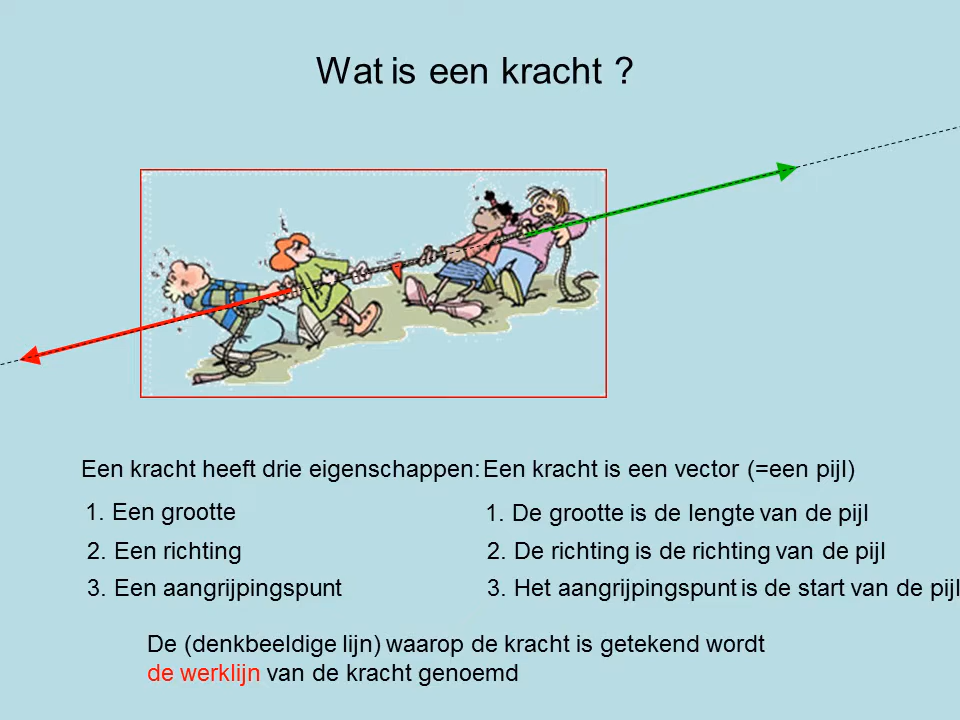 Wat is een kracht ?
Een kracht heeft drie eigenschappen:
1. Een grootte
2. Een richting
3. Een aangrijpingspunt
Een kracht is een vector (=een pijl)
1. De grootte is de lengte van de pijl
2. De richting is de richting van de pijl
3. Het aangrijpingspunt is de start van de pijl
De (denkbeeldige lijn) waarop de kracht is getekend wordt
de werklijn van de kracht genoemd